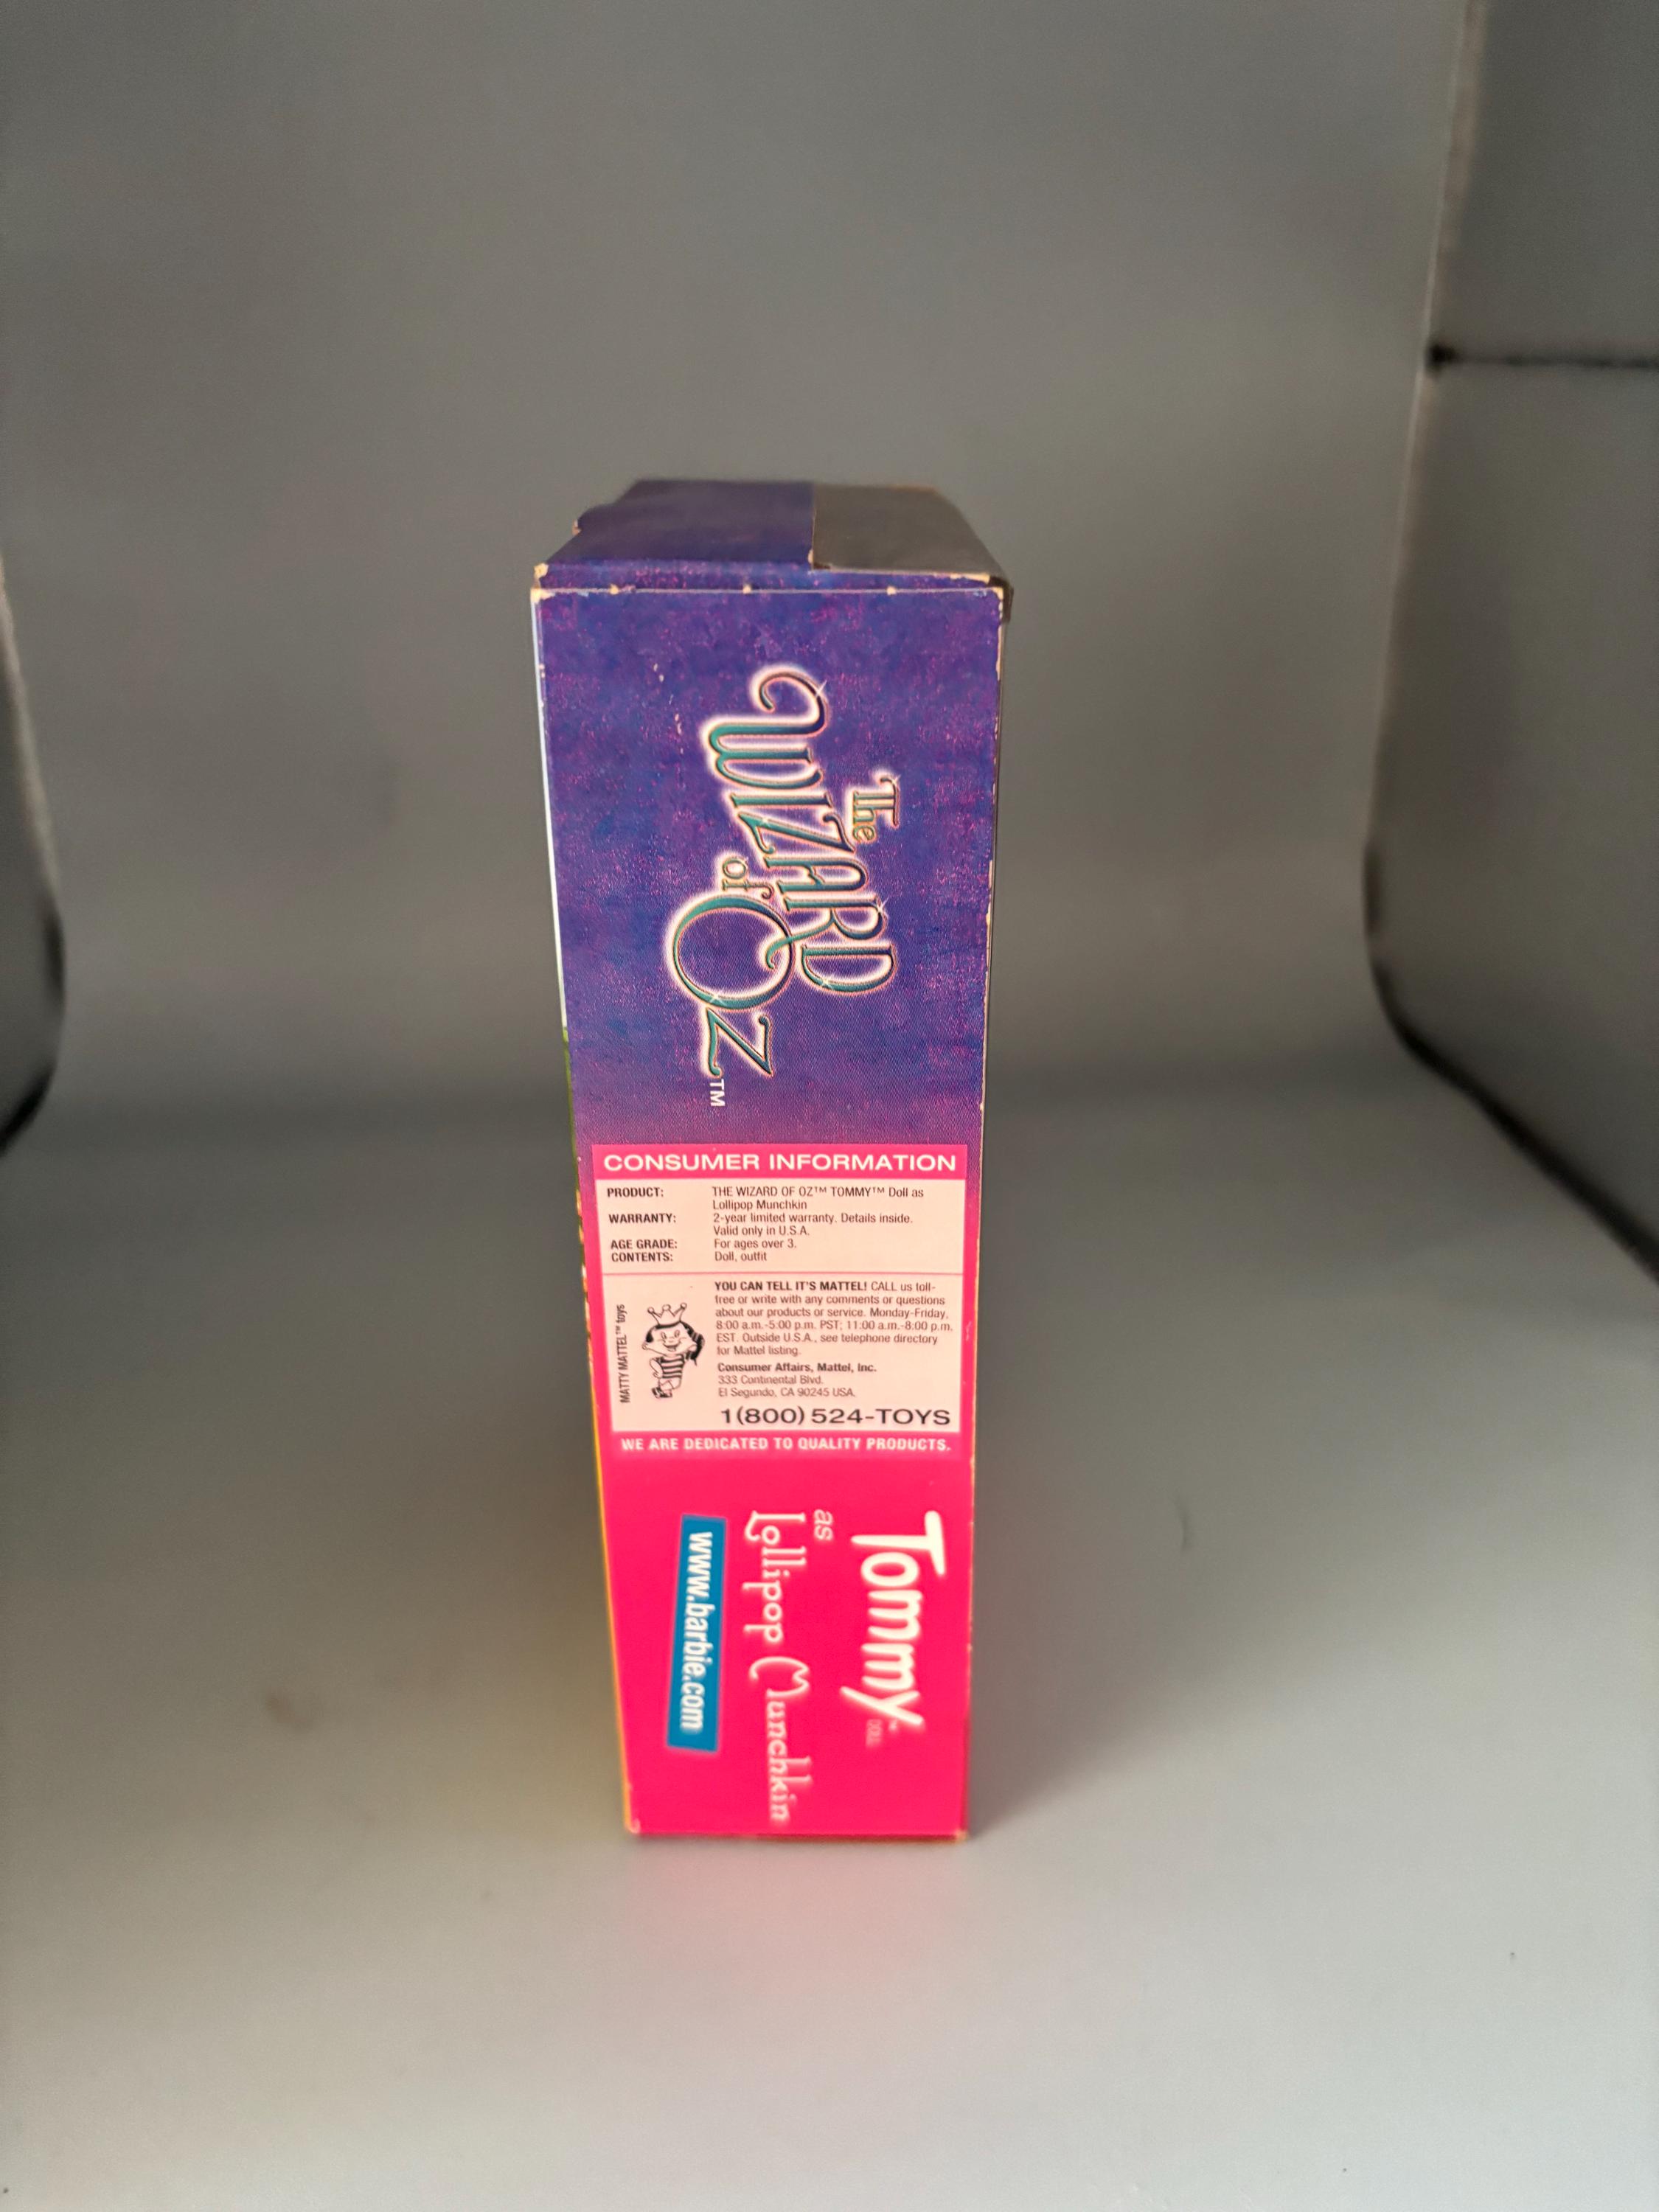 The
WIZARD
of OZ™
CONSUMER INFORMATION
PRODUCT: THE WIZARD OF OZ™ TOMMY™ Doll as
Lollipop Munchkin
WARRANTY: 2-year limited warranty. Details inside.
Valid only in U.S.A.
AGE GRADE: For ages over 3.
CONTENTS: Doll, outfit
MATTY MATTEL™ toys
YOU CAN TELL IT'S MATTEL! CALL us toll-
free or write with any comments or questions
about our products or service. Monday-Friday,
8:00 a.m.-5:00 p.m. PST; 11:00 a.m.-8:00 p.m.
EST. Outside U.S.A., see telephone directory
for Mattel listing.
Consumer Affairs, Mattel, Inc.
333 Continental Blvd.
El Segundo, CA 90245 USA.
1(800) 524-TOYS
WE ARE DEDICATED TO QUALITY PRODUCTS.
Tommy™ DOLL
as
Lollipop Munchkin
www.barbie.com